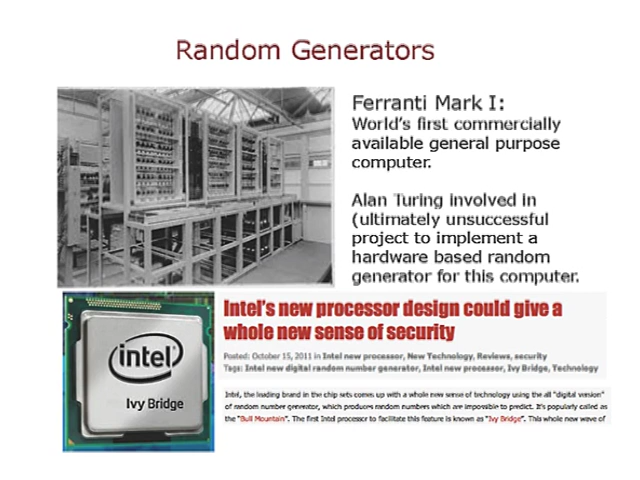 Random Generators
Ferranti Mark I:
World's first commercially
available general purpose
computer.
Alan Turing involved in
(ultimately unsuccessful
project to implement a
hardware based random
generator for this computer.
intel
Ivy Bridge
Intel's new processor design could give a
whole new sense of security
Posted: October 15, 2011 in Intel new processor, New Technology, Reviews, security
Tags: Intel new digital random number generator, Intel new processor, Ivy Bridge, Technology
Intel, the leading brand in the chip sets comes up with a whole new sense of technology using the all "digital version"
of random number generator, which produces random numbers which are impossible to predict. It's popularly called as
the "Bull Mountain". The first Intel processor to facilitate this feature is known as "Ivy Bridge". This whole new wave of